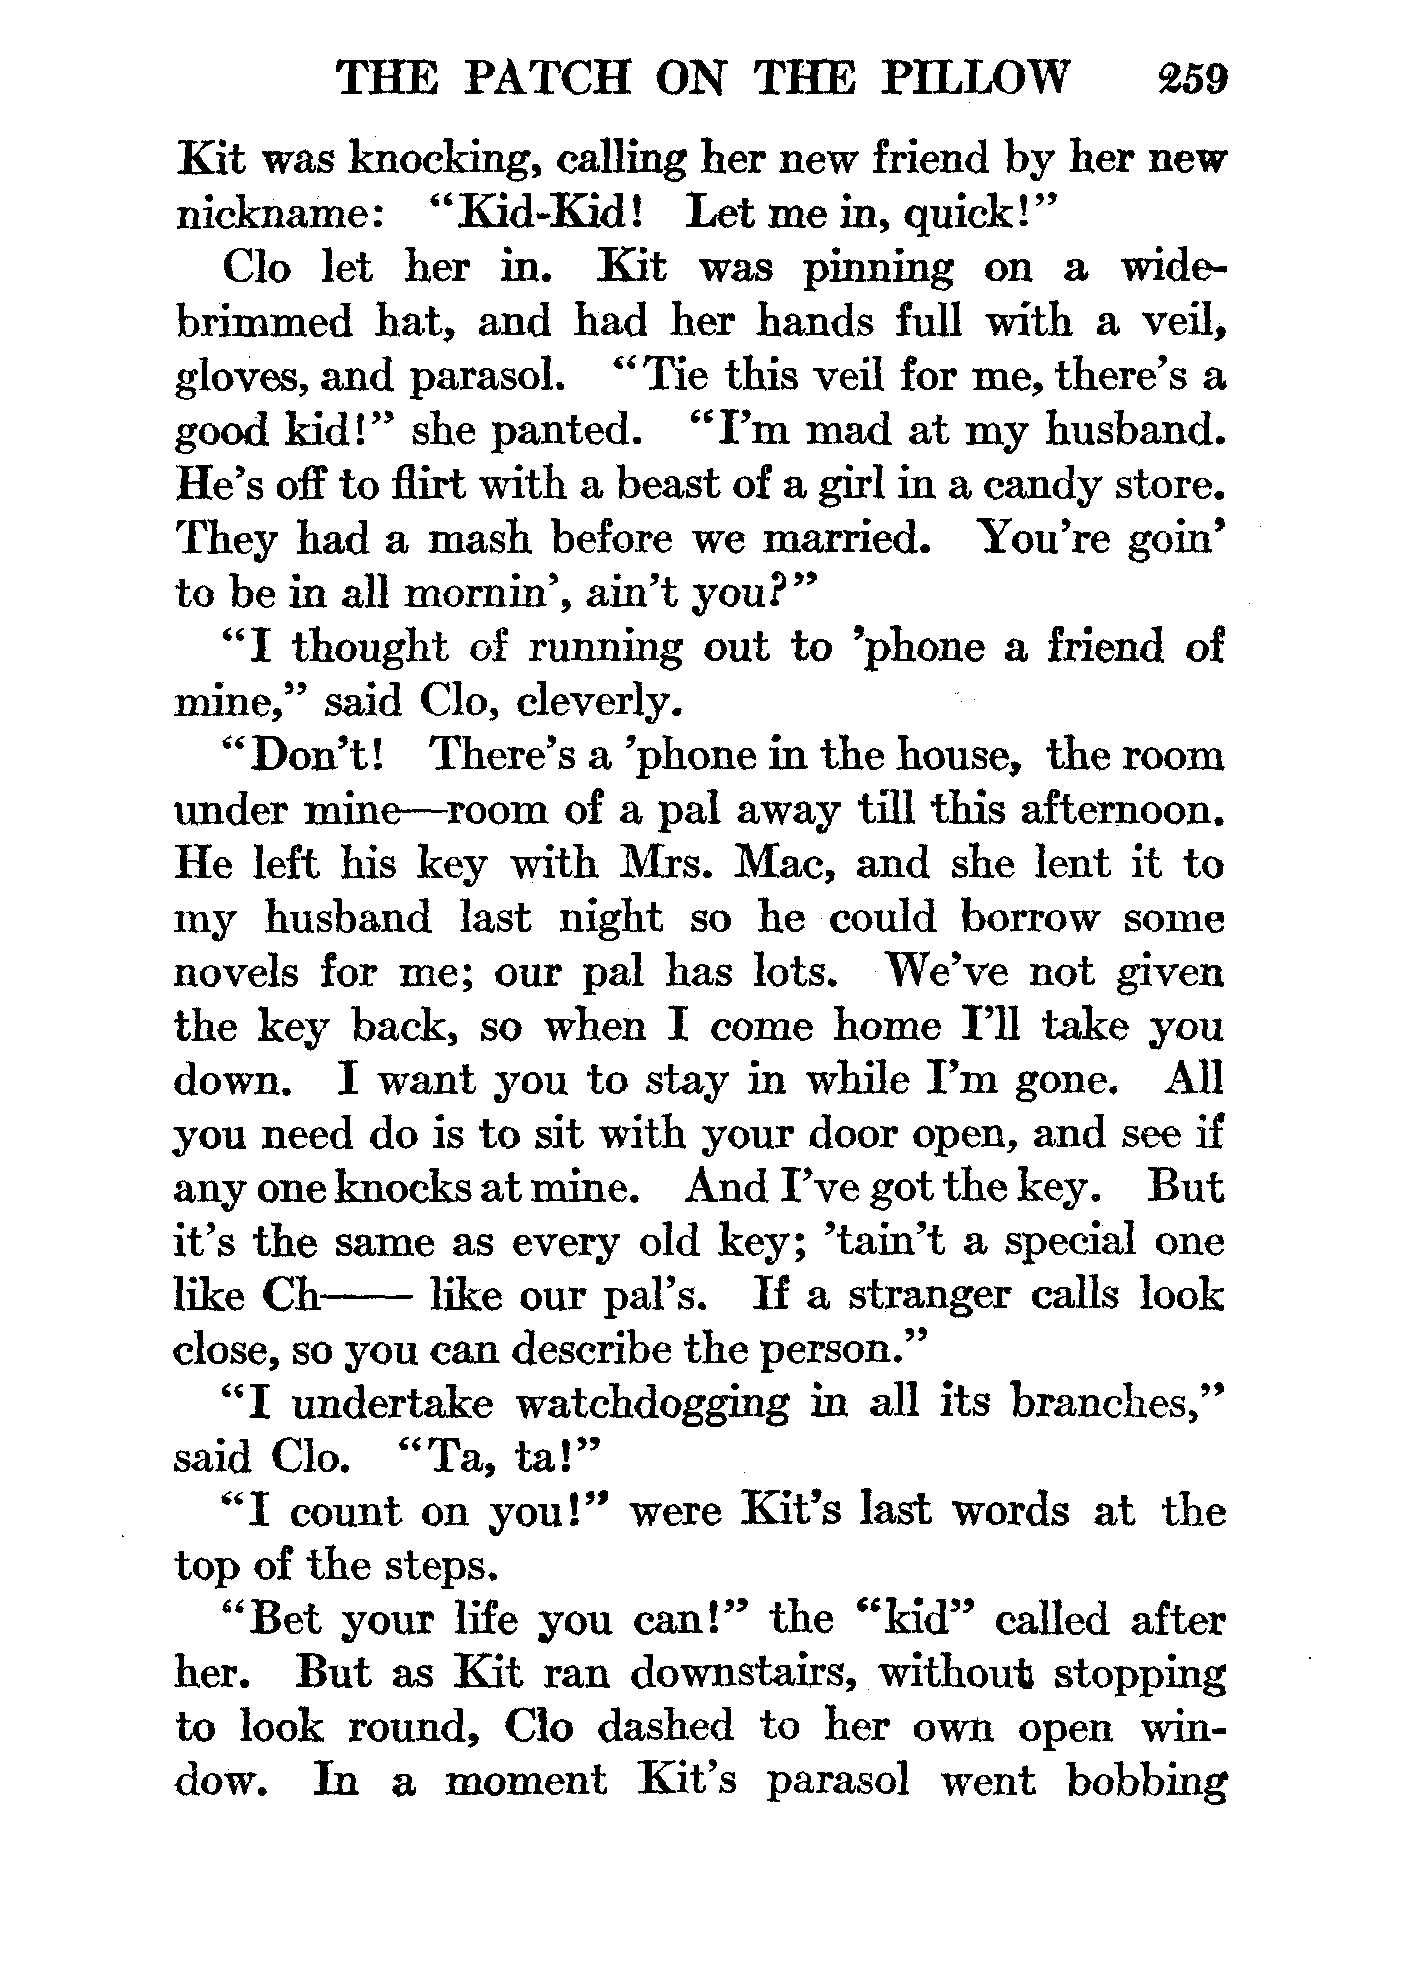 THE PATCH ON THE PILLOW 259
Kit was knocking, calling her new friend by her new
nickname: "Kid-Kid! Let me in, quick!"
Clo let her in. Kit was pinning on a wide-
brimmed hat, and had her hands full with a veil,
gloves, and parasol. "Tie this veil for me, there's a
good kid!" she panted. "I'm mad at my husband.
He's off to flirt with a beast of a girl in a candy store.
They had a mash before we married. You're goin'
to be in all mornin', ain't you?"
"I thought of running out to 'phone a friend of
mine," said Clo, cleverly.
"Don't! There's a 'phone in the house, the room
under mine—room of a pal away till this afternoon.
He left his key with Mrs. Mac, and she lent it to
my husband last night so he could borrow some
novels for me; our pal has lots. We've not given
the key back, so when I come home I'll take you
down. I want you to stay in while I'm gone. All
you need do is to sit with your door open, and see if
any one knocks at mine. And I've got the key. But
it's the same as every old key; 'tain't a special one
like Ch—— like our pal's. If a stranger calls look
close, so you can describe the person."
"I undertake watchdogging in all its branches,"
said Clo. "Ta, ta!"
"I count on you!" were Kit's last words at the
top of the steps.
"Bet your life you can!" the "kid" called after
her. But as Kit ran downstairs, without stopping
to look round, Clo dashed to her own open win-
dow. In a moment Kit's parasol went bobbing